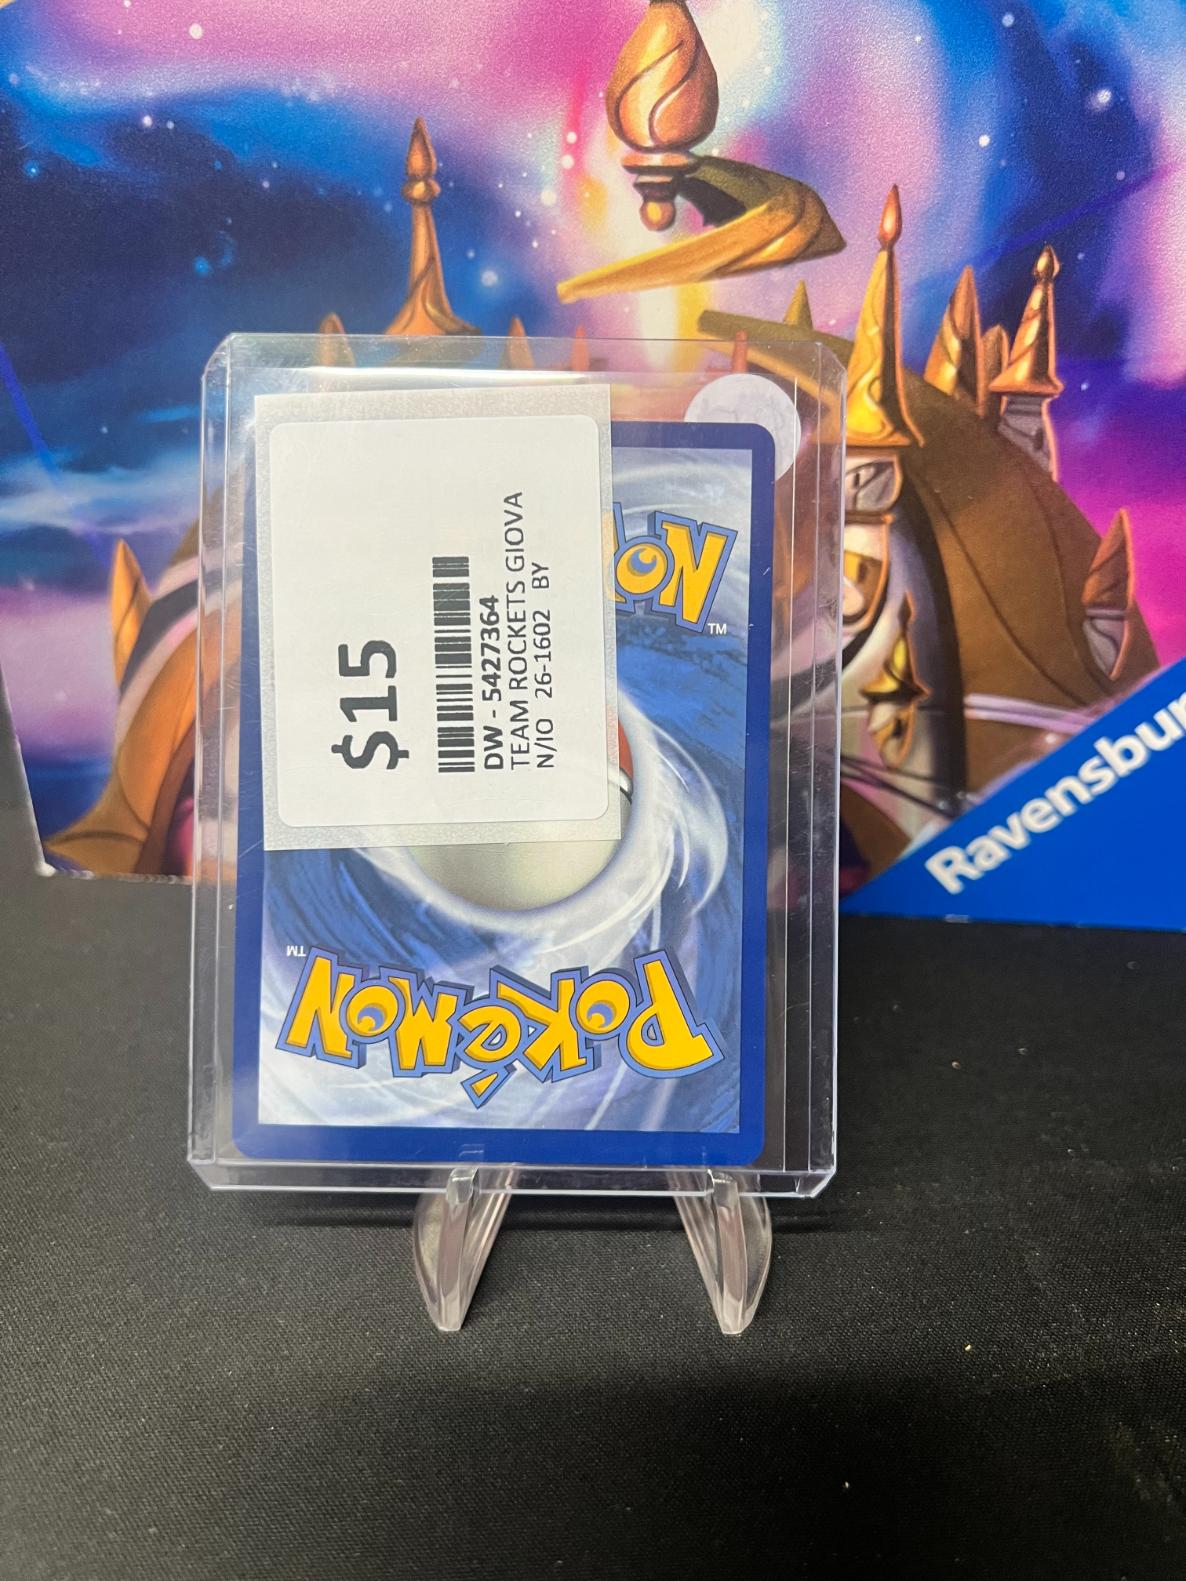 $15
DW - 5427364
TEAM ROCKETS GIOVA
N/IO 26-1602 BY
TM
POKéMON
TM
Ravensbur